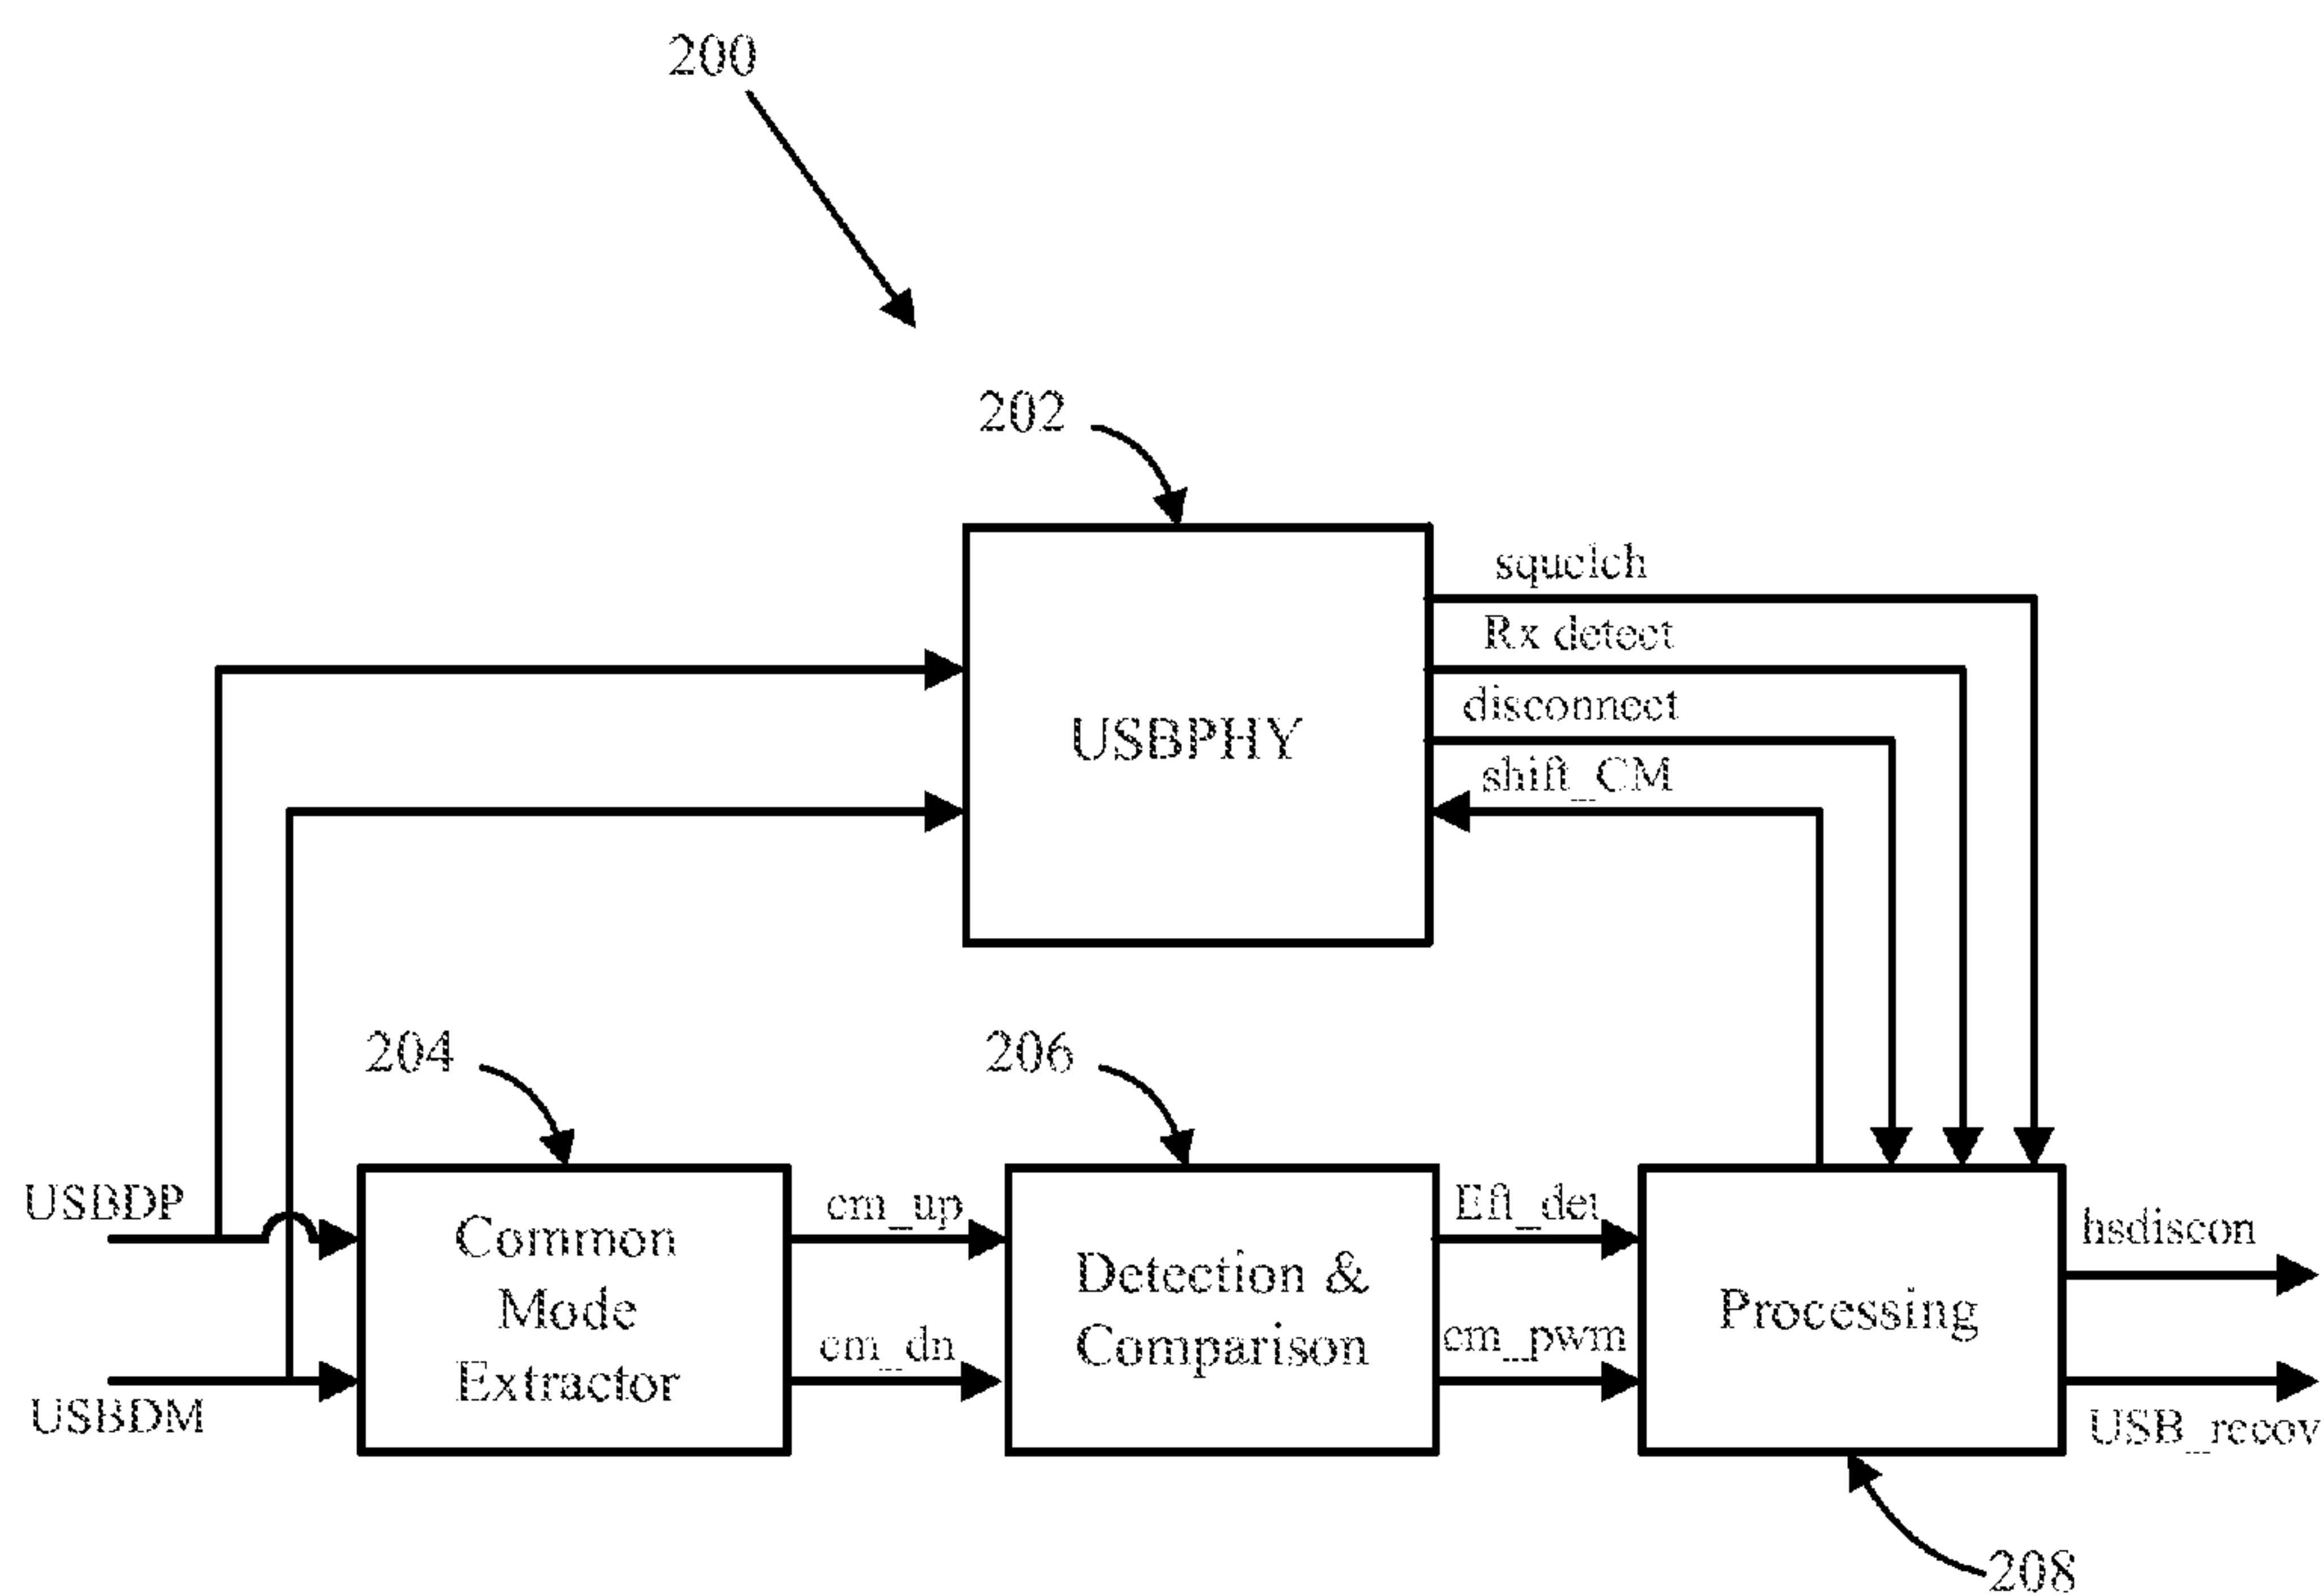 200
202
squelch
Rx detect
disconnect
shift_CM
USBPHY
204
206
USBDP
USBDM
Common
Mode
Extractor
cm_up
cm_dn
Detection &
Comparison
Eft_det
cm_pwm
Processing
hsdiscon
USB_recov
208